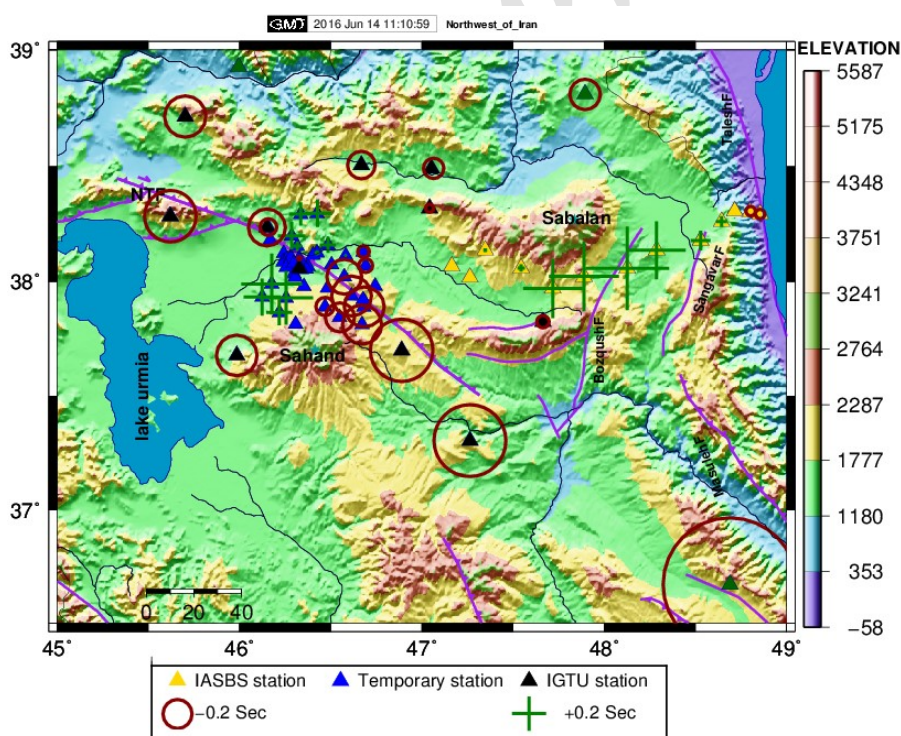 GMT 2016 Jun 14 11:10:59 Northwest_of_Iran
ELEVATION
39°
38°
37°
45
46
47
48
49°
5587
5175
4348
3751
3241
2764
2287
1777
1180
353
−58
TaleshF
NTF
Sabalan
SangavarF
BozqushF
Sahand
lake urmia
MasulehF
0 20 40
IASBS station
Temporary station
IGTU station
−0.2 Sec
+0.2 Sec